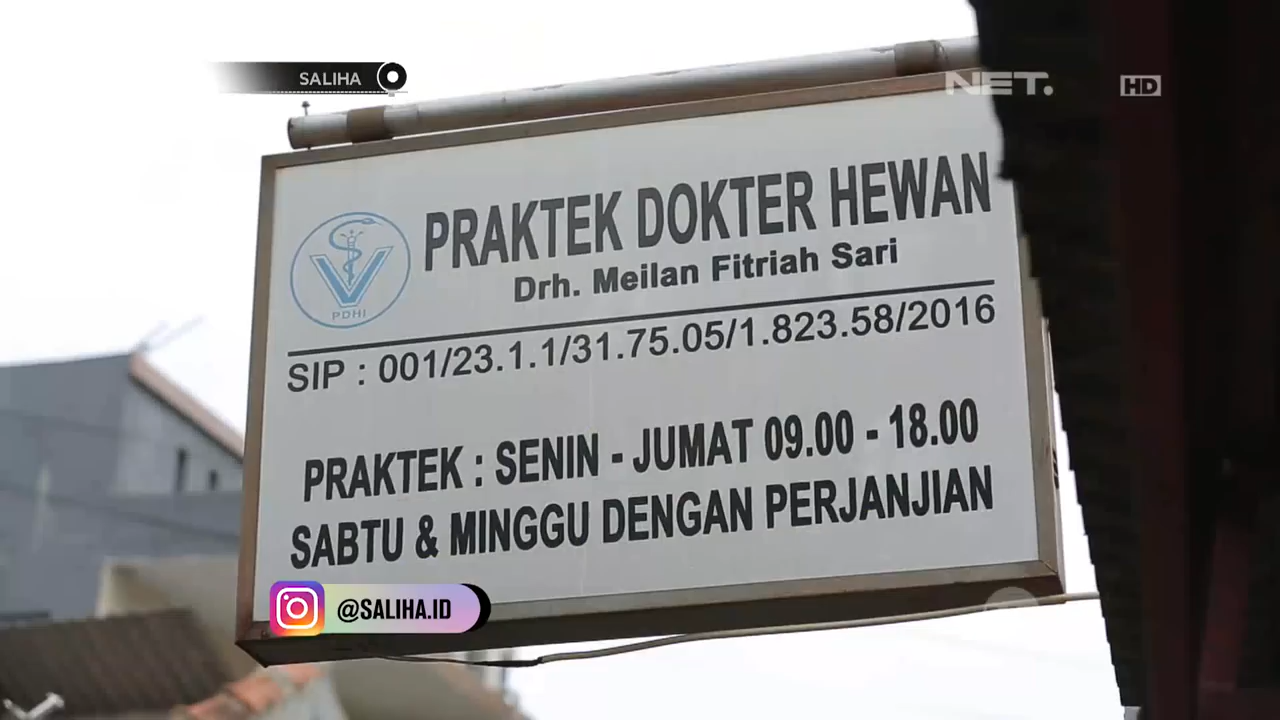 SALIHA
NET.
HD
PRAKTEK DOKTER HEWAN
Drh. Meilan Fitriah Sari
PDHI
SIP : 001/23.1.1/31.75.05/1.823.58/2016
PRAKTEK : SENIN - JUMAT 09.00 - 18.00
SABTU & MINGGU DENGAN PERJANJIAN
@SALIHA.ID